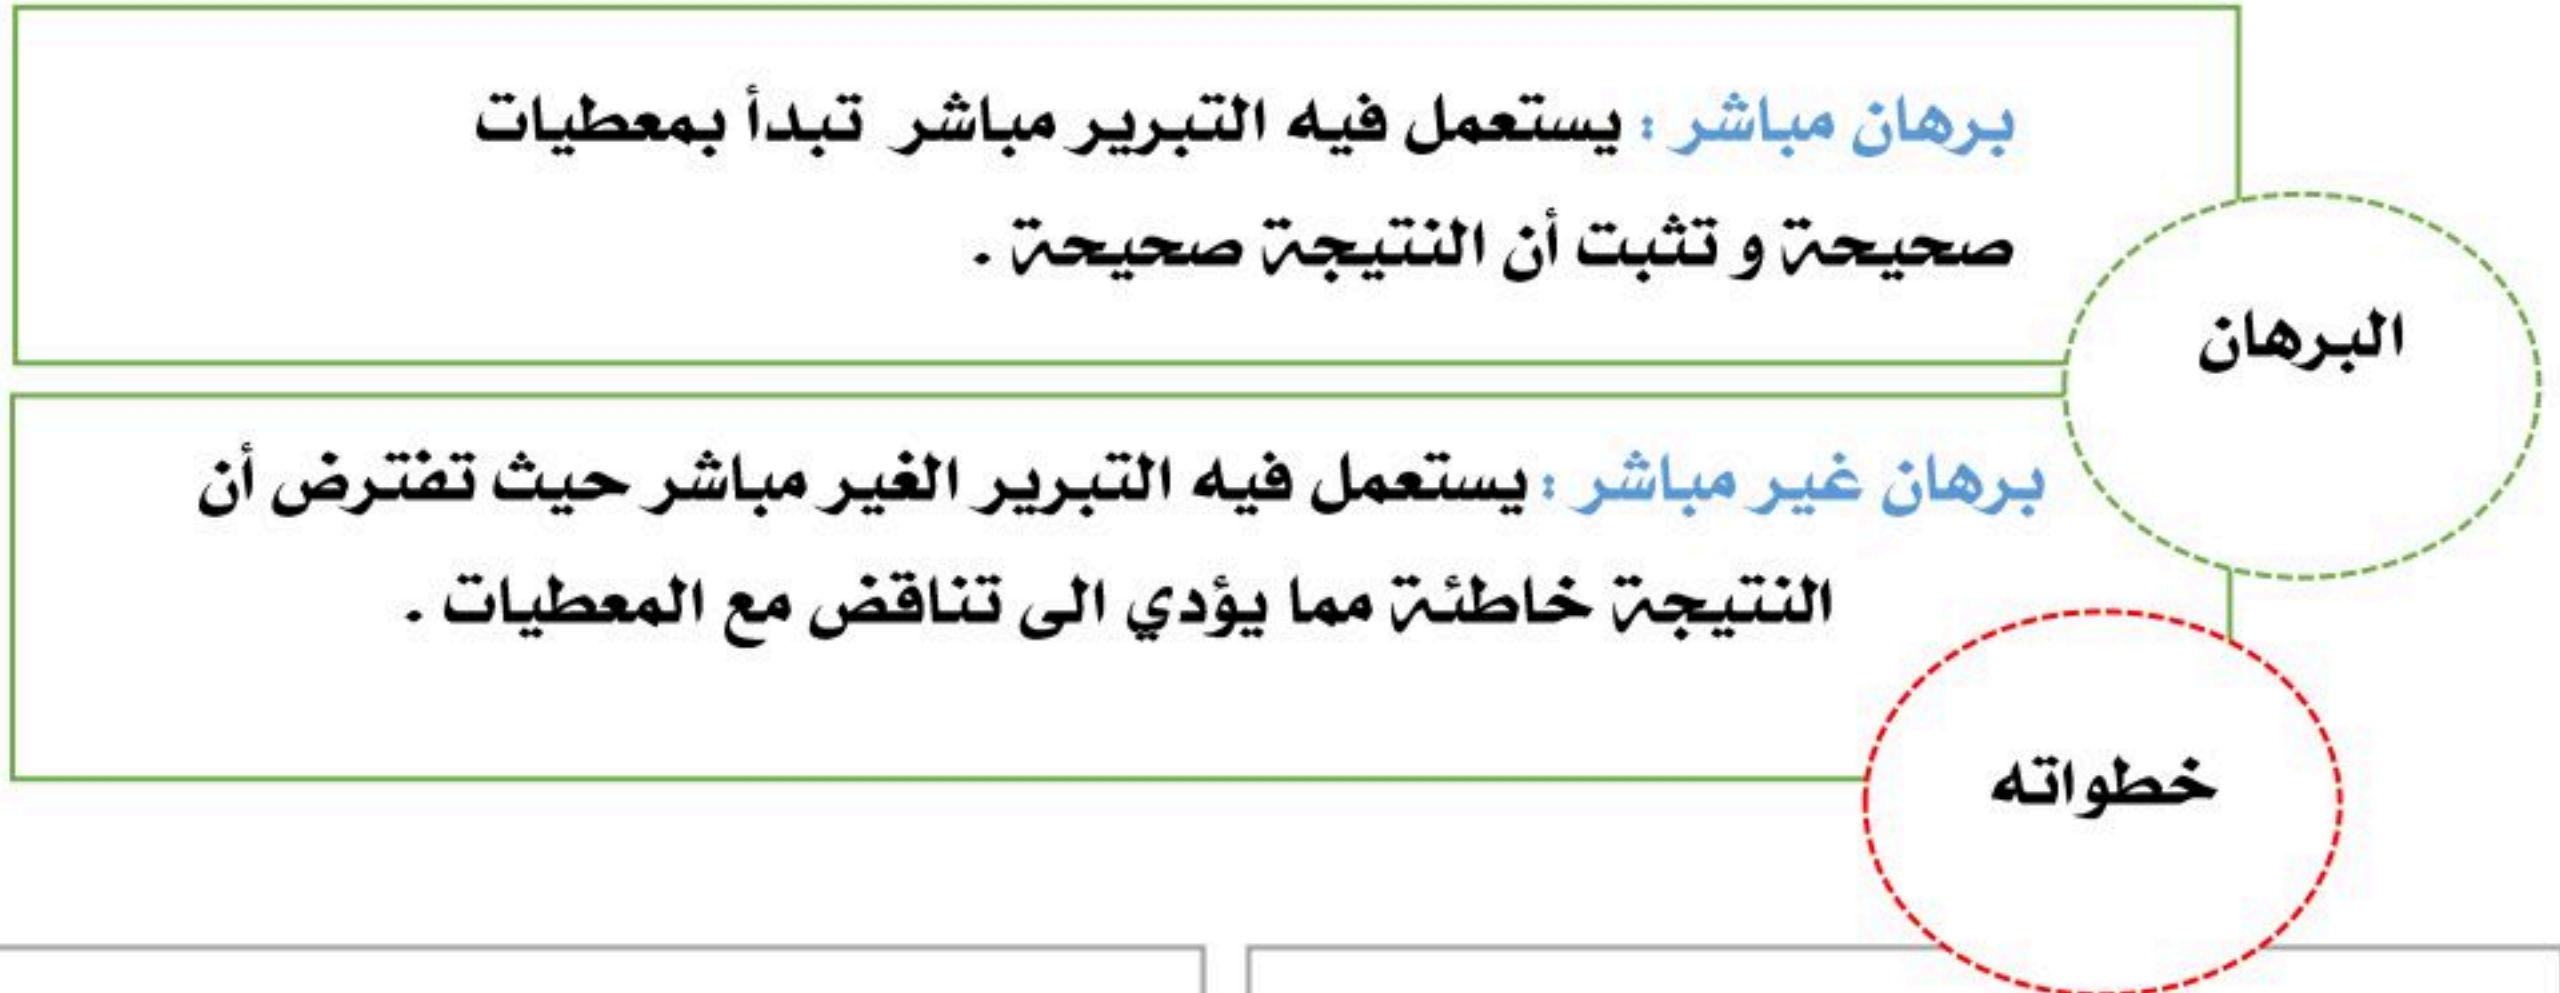 برهان مباشر : يستعمل فيه التبرير مباشر تبدأ بمعطيات
صحيحة و تثبت أن النتيجة صحيحة .
البرهان
برهان غير مباشر : يستعمل فيه التبرير الغير مباشر حيث تفترض أن
النتيجة خاطئة مما يؤدي الى تناقض مع المعطيات .
خطواته